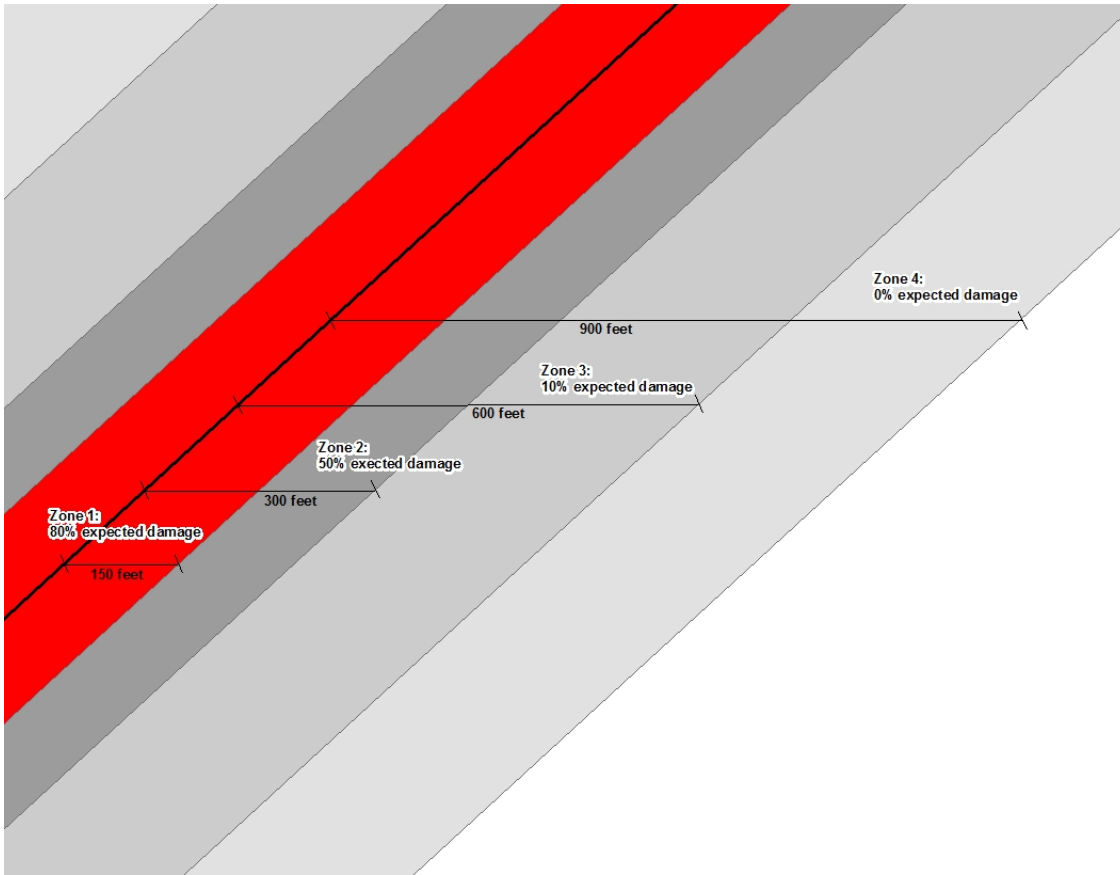 Zone 4:
0% expected damage
900 feet
Zone 3:
10% expected damage
600 feet
Zone 2:
50% exected damage
300 feet
Zone 1:
80% expected damage
150 feet